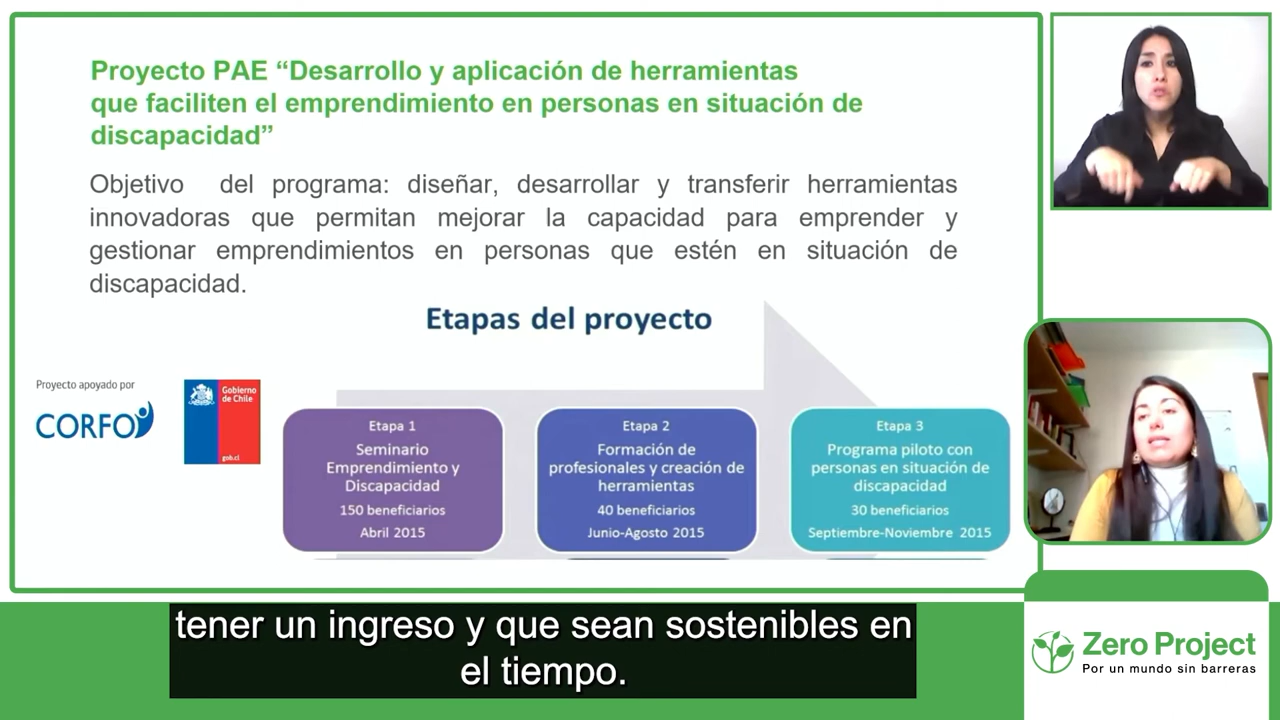 Proyecto PAE “Desarrollo y aplicación de herramientas
que faciliten el emprendimiento en personas en situación de
discapacidad”
Objetivo del programa: diseñar, desarrollar y transferir herramientas
innovadoras que permitan mejorar la capacidad para emprender y
gestionar emprendimientos en personas que estén en situación de
discapacidad.
Etapas del proyecto
Proyecto apoyado por
CORFO
Gobierno
de Chile
gob.cl
Etapa 1
Seminario
Emprendimiento y
Discapacidad
150 beneficiarios
Abril 2015
Etapa 2
Formación de
profesionales y creación de
herramientas
40 beneficiarios
Junio-Agosto 2015
Etapa 3
Programa piloto con
personas en situación de
discapacidad
30 beneficiarios
Septiembre-Noviembre 2015
tener un ingreso y que sean sostenibles en
el tiempo.
Zero Project
Por un mundo sin barreras